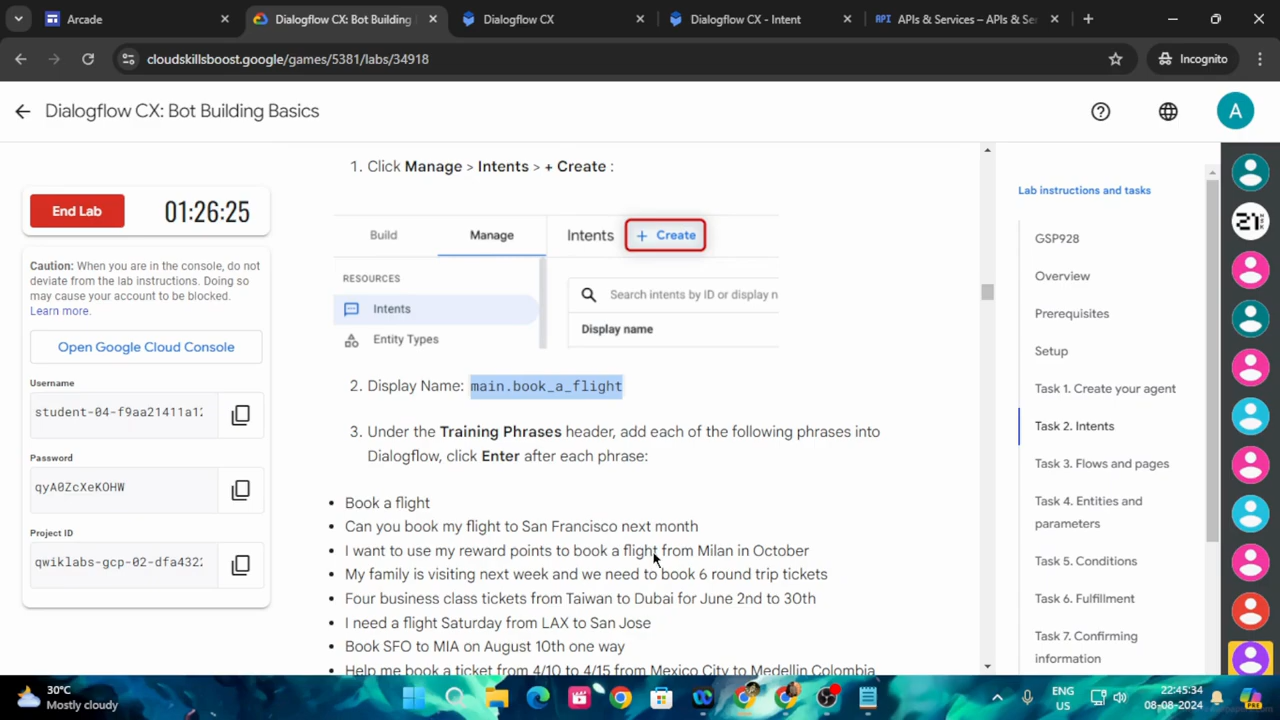 Arcade
Dialogflow CX: Bot Building
Dialogflow CX
Dialogflow CX - Intent
API APIs & Services – APIs & Se
cloudskillsboost.google/games/5381/labs/34918
Incognito
Dialogflow CX: Bot Building Basics
A
End Lab
01:26:25
Caution: When you are in the console, do not
deviate from the lab instructions. Doing so
may cause your account to be blocked.
Learn more.
Open Google Cloud Console
Username
student-04-f9aa21411a12
Password
qyA0ZcXeKOHW
Project ID
qwiklabs-gcp-02-dfa4322
1. Click Manage > Intents > + Create :
Build
Manage
Intents
+ Create
RESOURCES
Intents
Entity Types
Search intents by ID or display n
Display name
2. Display Name: main.book_a_flight
3. Under the Training Phrases header, add each of the following phrases into
Dialogflow, click Enter after each phrase:
• Book a flight
• Can you book my flight to San Francisco next month
• I want to use my reward points to book a flight from Milan in October
• My family is visiting next week and we need to book 6 round trip tickets
• Four business class tickets from Taiwan to Dubai for June 2nd to 30th
• I need a flight Saturday from LAX to San Jose
• Book SFO to MIA on August 10th one way
• Help me book a ticket from 4/10 to 4/15 from Mexico City to Medellin Colombia
Lab instructions and tasks
GSP928
Overview
Prerequisites
Setup
Task 1. Create your agent
Task 2. Intents
Task 3. Flows and pages
Task 4. Entities and
parameters
Task 5. Conditions
Task 6. Fulfillment
Task 7. Confirming
information
21
30°C
Mostly cloudy
ENG
US
22:45:34
08-08-2024
PRE